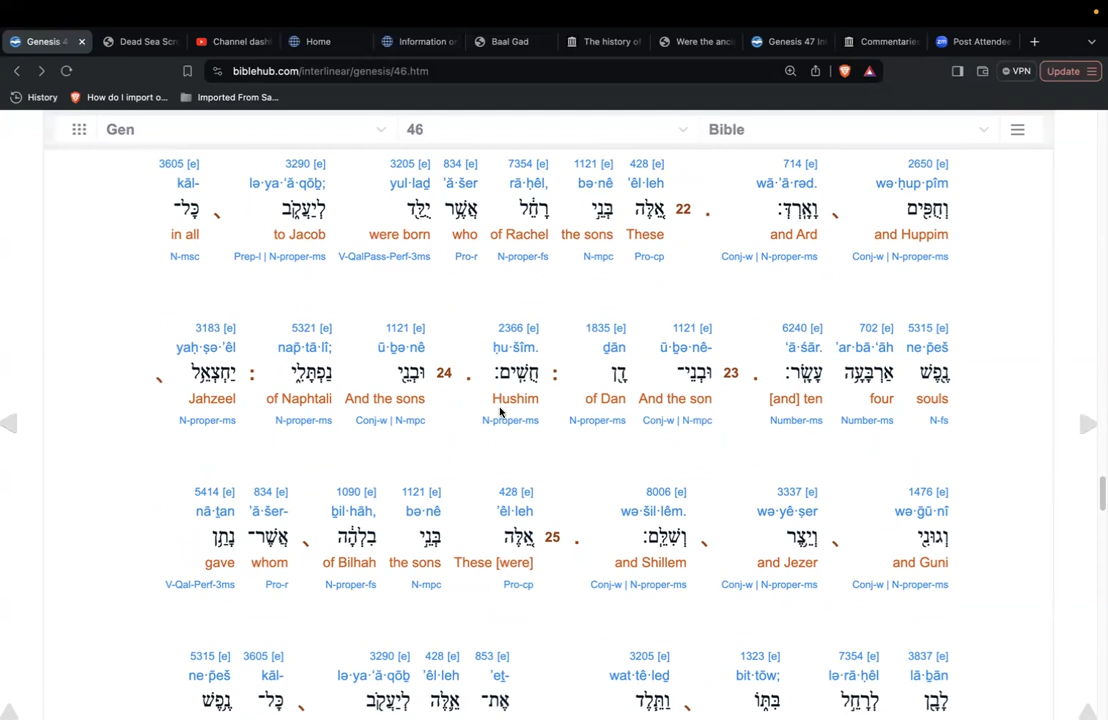 Genesis 4 Dead Sea Scr Channel dash Home Information o Baal Gad The history of Were the anci Genesis 47 In Commentaries Post Attendee
biblehub.com/interlinear/genesis/46.htm VPN Update
History How do I import o... Imported From Sa...
Gen 46 Bible
3605 [e] 3290 [e] 3205 [e] 834 [e] 7354 [e] 1121 [e] 428 [e] 714 [e] 2650 [e]
kāl- lə·ya·‘ă·qōḇ; yul·laḏ ’ă·šer rā·ḥêl, bə·nê ’êl·leh wā·’ā·rəd. wə·ḥup·pîm
כָּל־ 、 לְיַעֲקֹ֑ב יֻלַּ֖ד אֲשֶׁ֥ר רָחֵ֔ל בְּנֵ֣י אֵ֚לֶּה 22 . וָאָֽרְדְּ׃ 、 וְחֻפִּ֖ים
in all to Jacob were born who of Rachel the sons These and Ard and Huppim
N-msc Prep-l | N-proper-ms V-QalPass-Perf-3ms Pro-r N-proper-fs N-mpc Pro-cp Conj-w | N-proper-ms Conj-w | N-proper-ms
3183 [e] 5321 [e] 1121 [e] 2366 [e] 1835 [e] 1121 [e] 6240 [e] 702 [e] 5315 [e]
yaḥ·ṣə·’êl nap̄·tā·lî; ū·ḇə·nê ḥu·šîm. ḏān ū·ḇə·nê- ‘ā·śār. ’ar·bā·‘āh ne·p̄eš
、 יַחְצְאֵ֥ל : נַפְתָּלִ֑י וּבְנֵ֖י 24 . חֻשִֽׁים׃ : דָ֖ן וּבְנֵי־ 23 . עָשָֽׂר׃ אַרְבָּעָ֥ה נֶ֖פֶשׁ
Jahzeel of Naphtali And the sons Hushim of Dan And the son [and] ten four souls
N-proper-ms N-proper-ms Conj-w | N-mpc N-proper-ms N-proper-ms Conj-w | N-mpc Number-ms Number-ms N-fs
5414 [e] 834 [e] 1090 [e] 1121 [e] 428 [e] 8006 [e] 3337 [e] 1476 [e]
nā·ṯan ’ă·šer- ḇil·hāh, bə·nê ’êl·leh wə·šil·lêm. wə·yê·ṣer wə·ḡū·nî
נָתַ֥ן אֲשֶׁר־ 、 בִלְהָ֔ה בְּנֵ֣י אֵ֚לֶּה 25 . וְשִׁלֵּֽם׃ 、 וְיֵ֥צֶר 、 וְגוּנִ֖י
gave whom of Bilhah the sons These [were] and Shillem and Jezer and Guni
V-Qal-Perf-3ms Pro-r N-proper-fs N-mpc Pro-cp Conj-w | N-proper-ms Conj-w | N-proper-ms Conj-w | N-proper-ms
5315 [e] 3605 [e] 3290 [e] 428 [e] 853 [e] 3205 [e] 1323 [e] 7354 [e] 3837 [e]
ne·p̄eš kāl- lə·ya·‘ă·qōḇ ’êl·leh ’eṯ- wat·tê·leḏ bit·tōw; lə·rā·ḥêl lā·ḇān
נֶ֥פֶשׁ כָּל־ 、 לְיַעֲקֹ֖ב אֵ֛לֶּה אֶת־ 、 וַתֵּ֧לֶד בִּתּ֑וֹ לְרָחֵ֣ל לָבָ֖ן